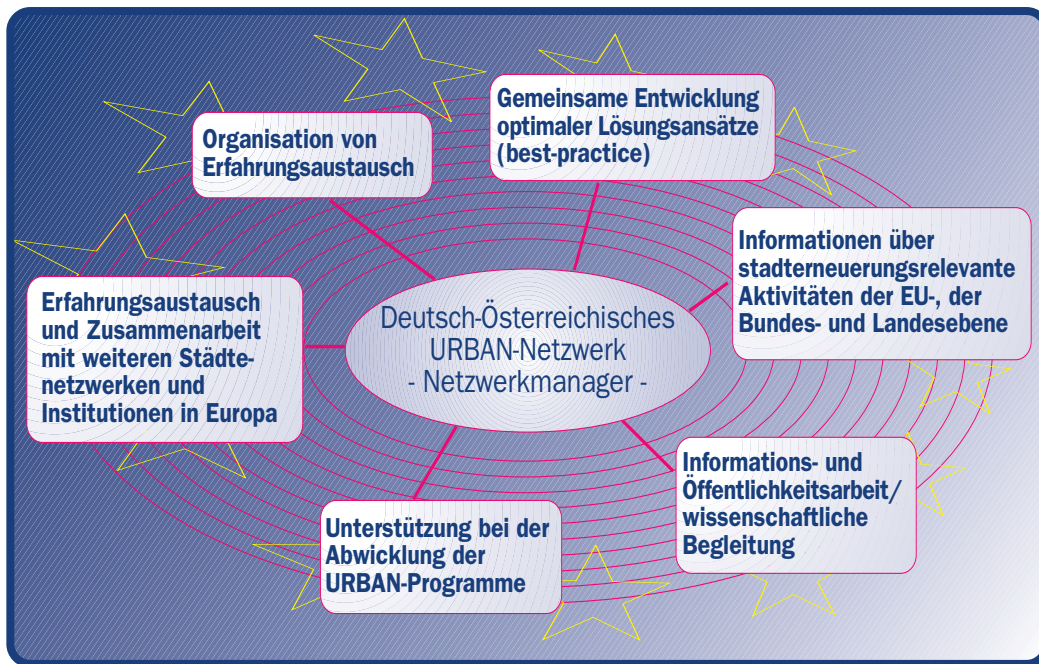 Gemeinsame Entwicklung
optimaler Lösungsansätze
(best-practice)
Organisation von
Erfahrungsaustausch
Informationen über
stadterneuerungsrelevante
Aktivitäten der EU-, der
Bundes- und Landesebene
Erfahrungsaustausch
und Zusammenarbeit
mit weiteren Städte-
netzwerken und
Institutionen in Europa
Deutsch-Österreichisches
URBAN-Netzwerk
- Netzwerkmanager -
Informations- und
Öffentlichkeitsarbeit/
wissenschaftliche
Begleitung
Unterstützung bei der
Abwicklung der
URBAN-Programme